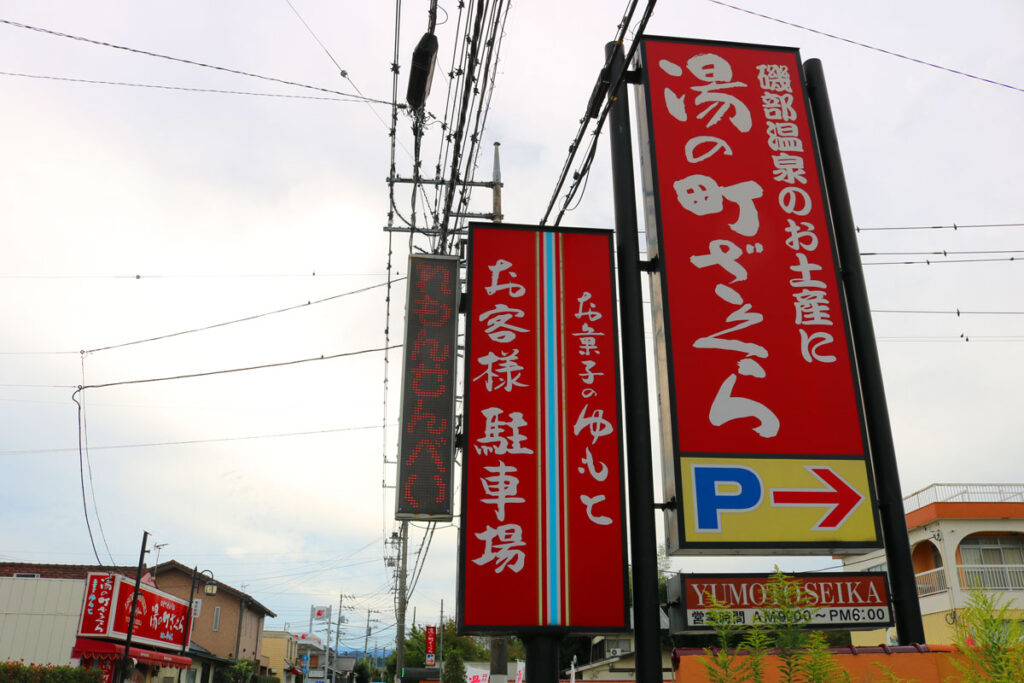 磯部温泉のお土産に
湯の町ざくら
P
YUMOTOSEIKA
営業時間 AM9:00〜PM6:00
お菓子のゆもと
お客様駐車場
れもんせんべい
湯の町ざくら